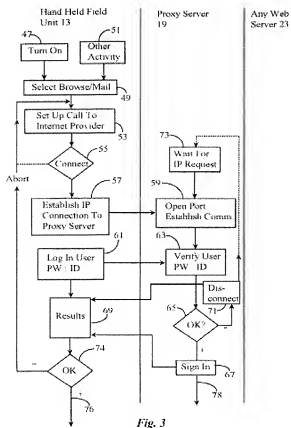 Hand Held Field
Unit 13
Proxy Server
19
Any Web
Server 23
47
51
Turn On
Other
Activity
Select Browse/Mail
49
Set Up Call To
Internet Provider
53
73
Wait For
IP Request
55
Connect
Abort
57
59
Establish IP
Connection To
Proxy Server
Open Port
Establish Comm
61
63
Log In User
PW : ID
Verify User
PW : ID
Dis-
connect
65
71
Results
69
OK?
-
+
74
Sign In
67
-
OK
78
+
76
Fig. 3